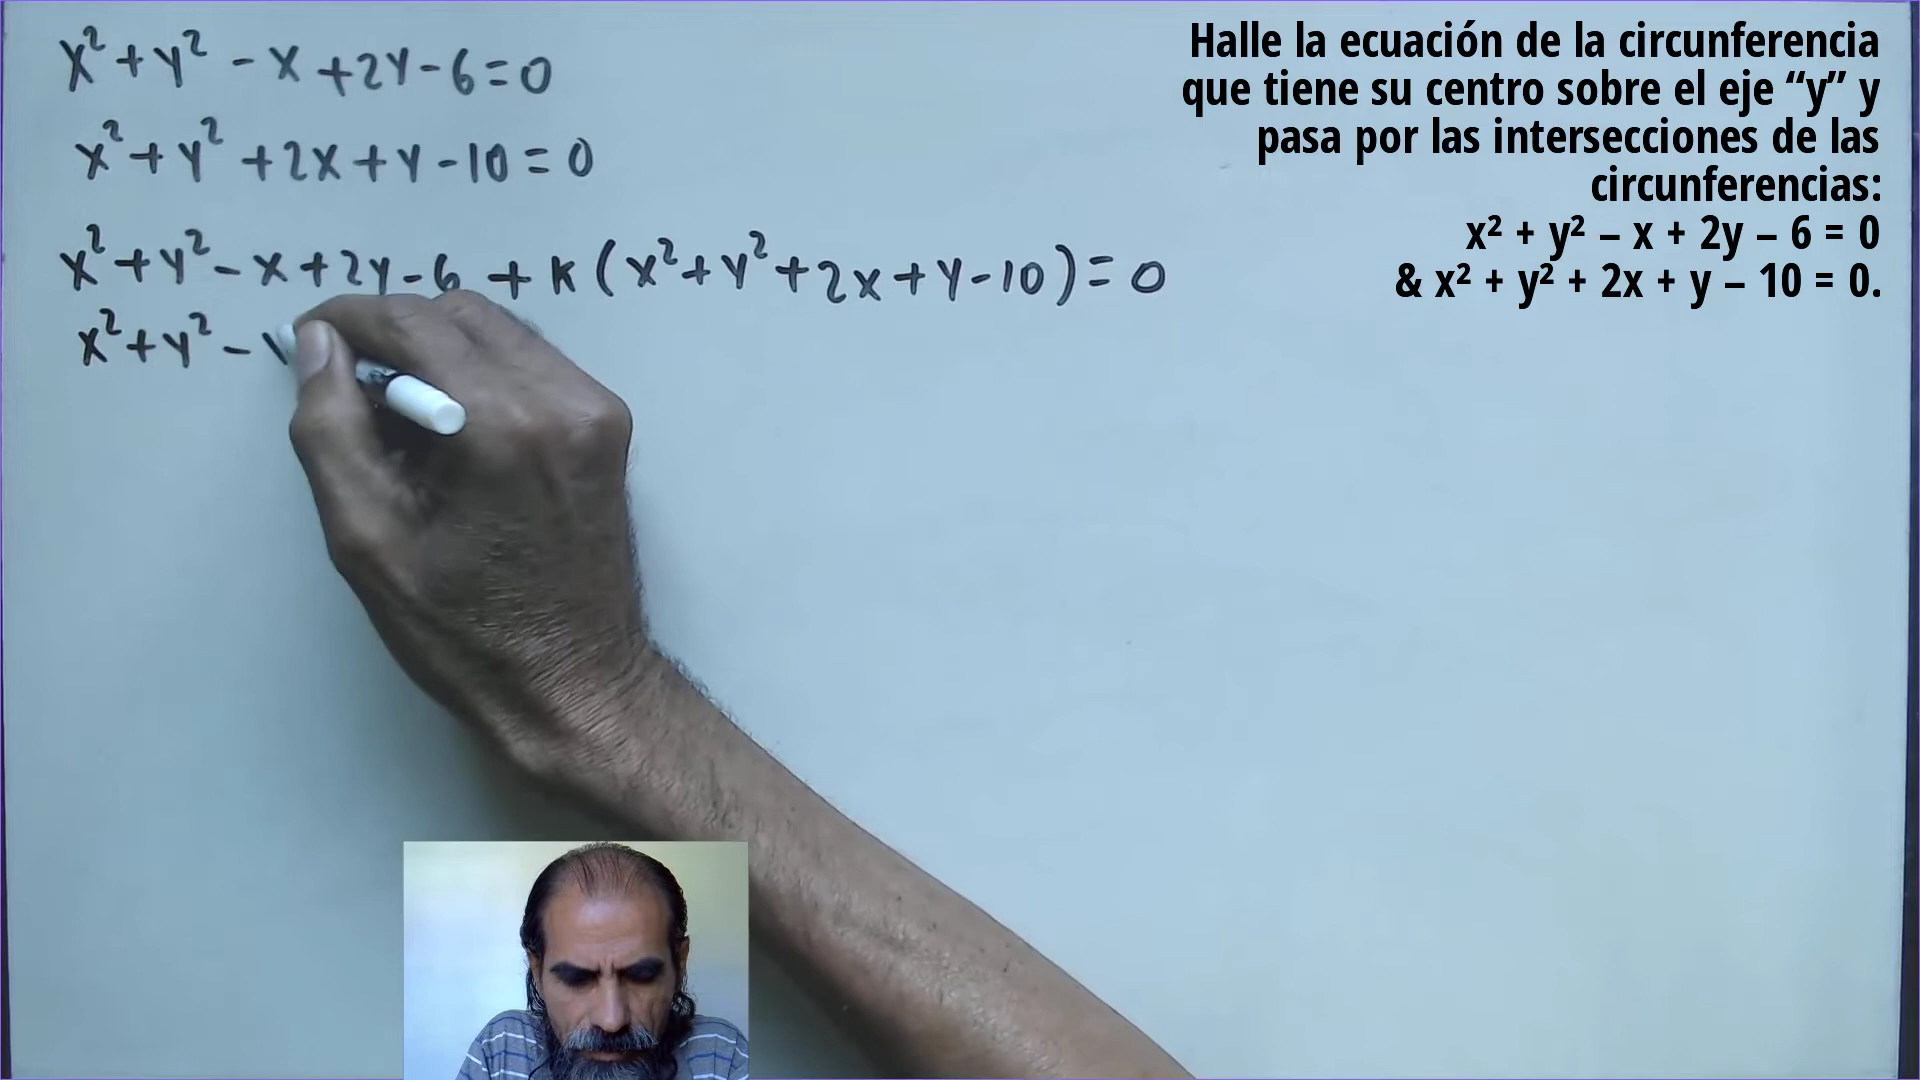 x² + y² - x + 2y - 6 = 0
x² + y² + 2x + y - 10 = 0
x² + y² - x + 2y - 6 + k (x² + y² + 2x + y - 10) = 0
x² + y² -
Halle la ecuación de la circunferencia
que tiene su centro sobre el eje “y” y
pasa por las intersecciones de las
circunferencias:
x² + y² – x + 2y – 6 = 0
& x² + y² + 2x + y – 10 = 0.